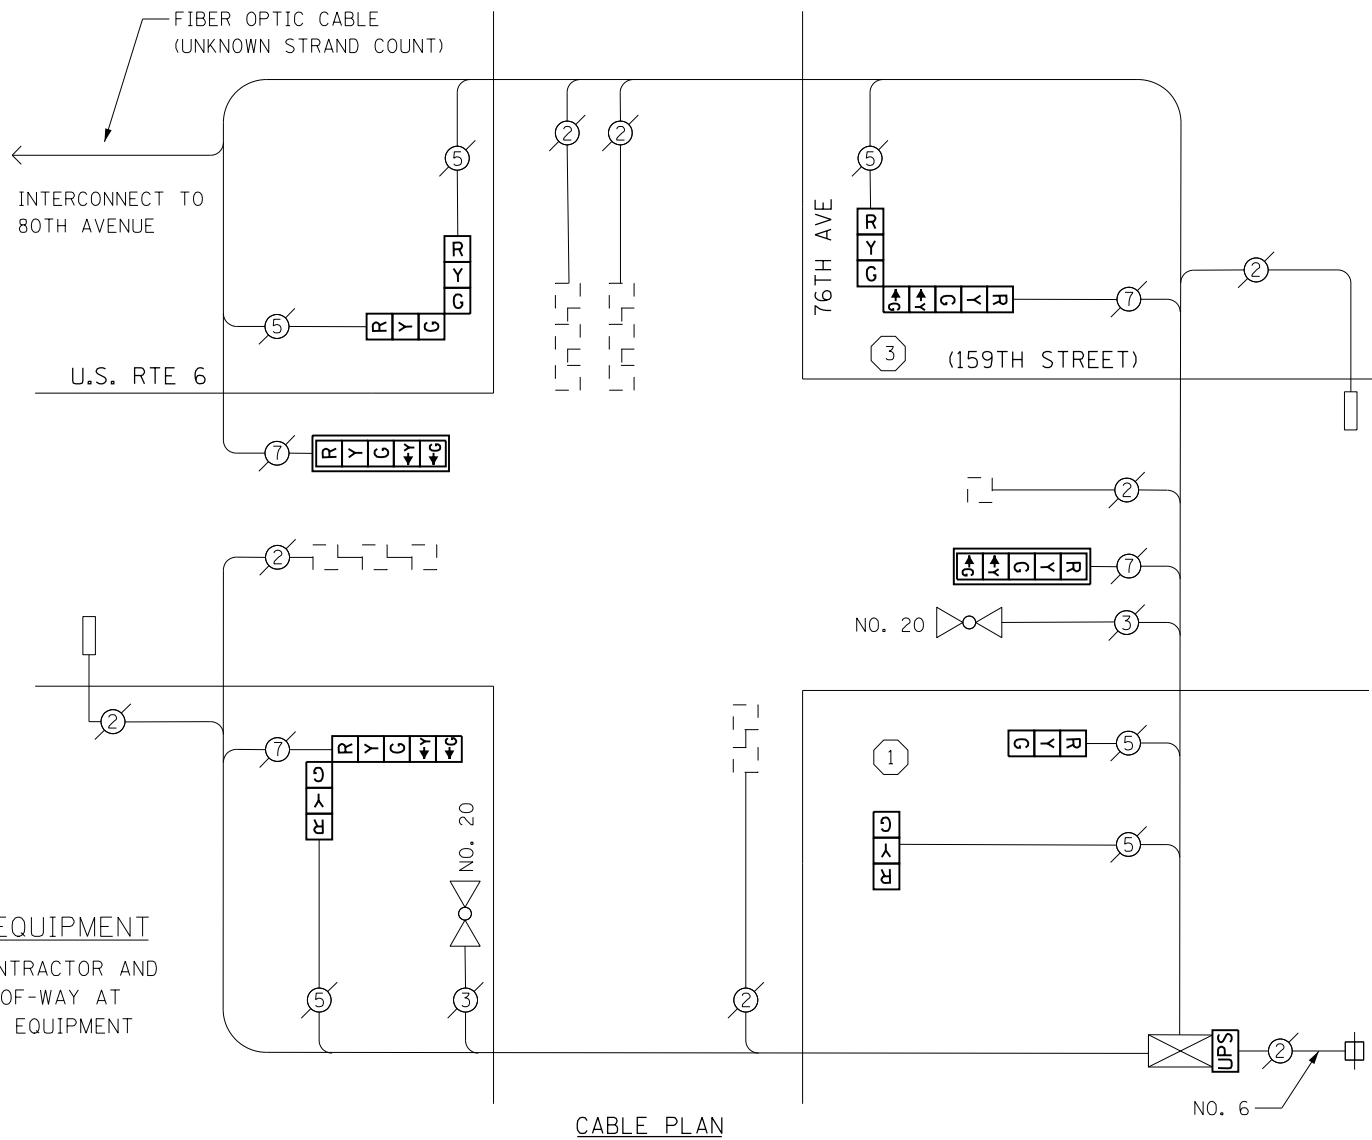 FIBER OPTIC CABLE
(UNKNOWN STRAND COUNT)
2
2
5
5
INTERCONNECT TO
80TH AVENUE
76TH AVE
R
Y
G
R
Y
G
2
G Y G Y R
7
5
R Y G
3
(159TH STREET)
U.S. RTE 6
7
R Y G Y G
2
2
G Y G Y R
7
NO. 20
3
2
7
R Y G Y G
G
Y
R
1
G Y R
5
NO. 20
G
Y
R
5
EQUIPMENT
NTRACTOR AND
OF-WAY AT
EQUIPMENT
5
3
2
UPS
2
NO. 6
CABLE PLAN